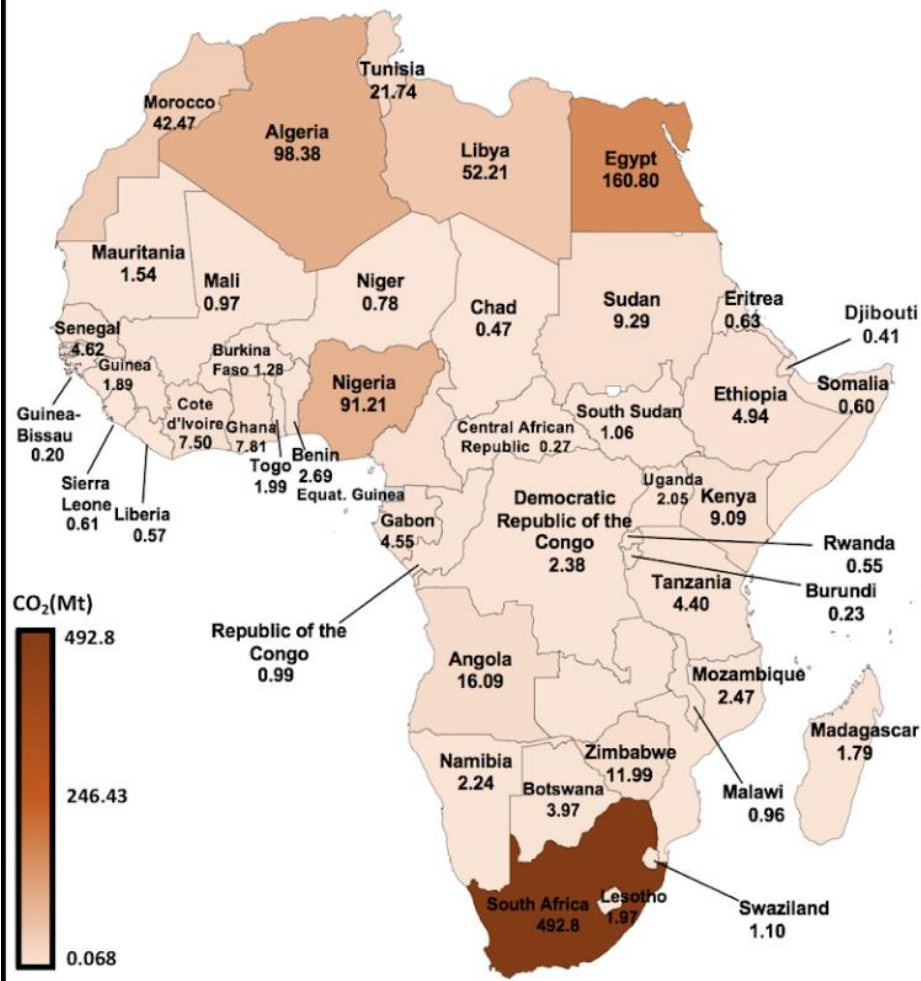 Tunisia
21.74
Morocco
42.47
Algeria
98.38
Libya
52.21
Egypt
160.80
Mauritania
1.54
Mali
0.97
Niger
0.78
Chad
0.47
Sudan
9.29
Eritrea
0.63
Djibouti
0.41
Senegal
4.62
Guinea
1.89
Burkina
Faso 1.28
Nigeria
91.21
Ethiopia
4.94
Somalia
0.60
Guinea-
Bissau
0.20
Cote
d'Ivoire
7.50
Ghana
7.81
Togo
1.99
Benin
2.69
Central African
Republic 0.27
South Sudan
1.06
Sierra
Leone
0.61
Liberia
0.57
Equat. Guinea
Gabon
4.55
Democratic
Republic of the
Congo
2.38
Uganda
2.05
Kenya
9.09
Rwanda
0.55
Burundi
0.23
Tanzania
4.40
Republic of the
Congo
0.99
Angola
16.09
Mozambique
2.47
Madagascar
1.79
Malawi
0.96
Namibia
2.24
Botswana
3.97
Zimbabwe
11.99
South Africa
492.8
Lesotho
1.97
Swaziland
1.10
CO₂(Mt)
492.8
246.43
0.068